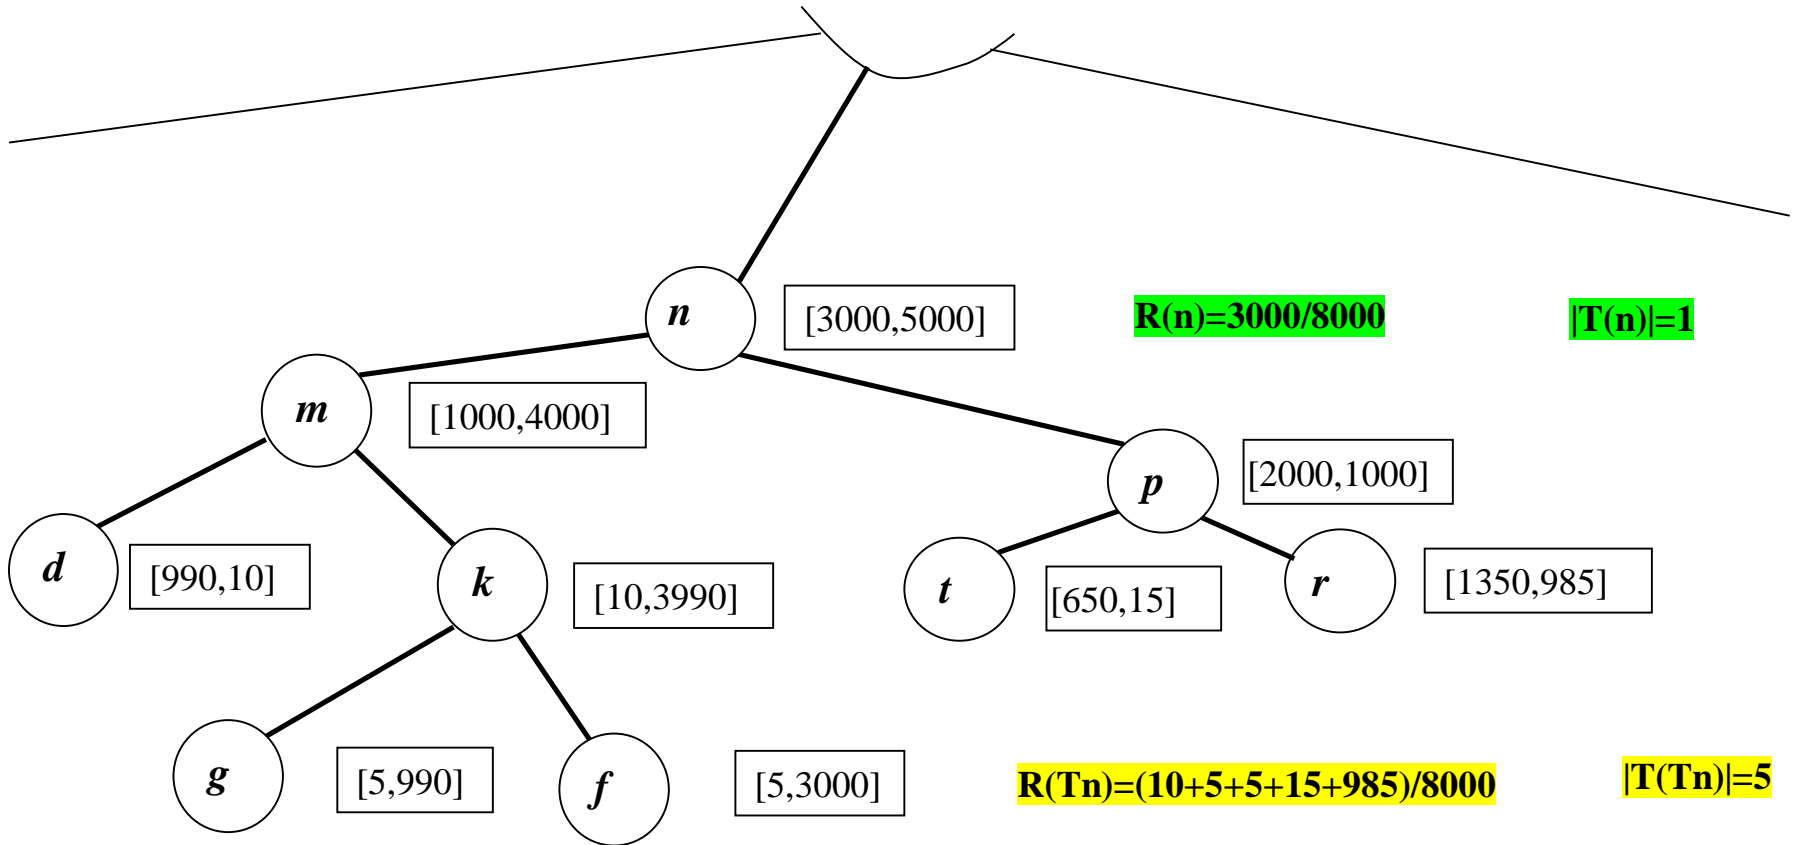 n
[3000,5000]
R(n)=3000/8000
|T(n)|=1
m
[1000,4000]
p
[2000,1000]
d
[990,10]
k
[10,3990]
t
[650,15]
r
[1350,985]
g
[5,990]
f
[5,3000]
R(Tn)=(10+5+5+15+985)/8000
|T(Tn)|=5